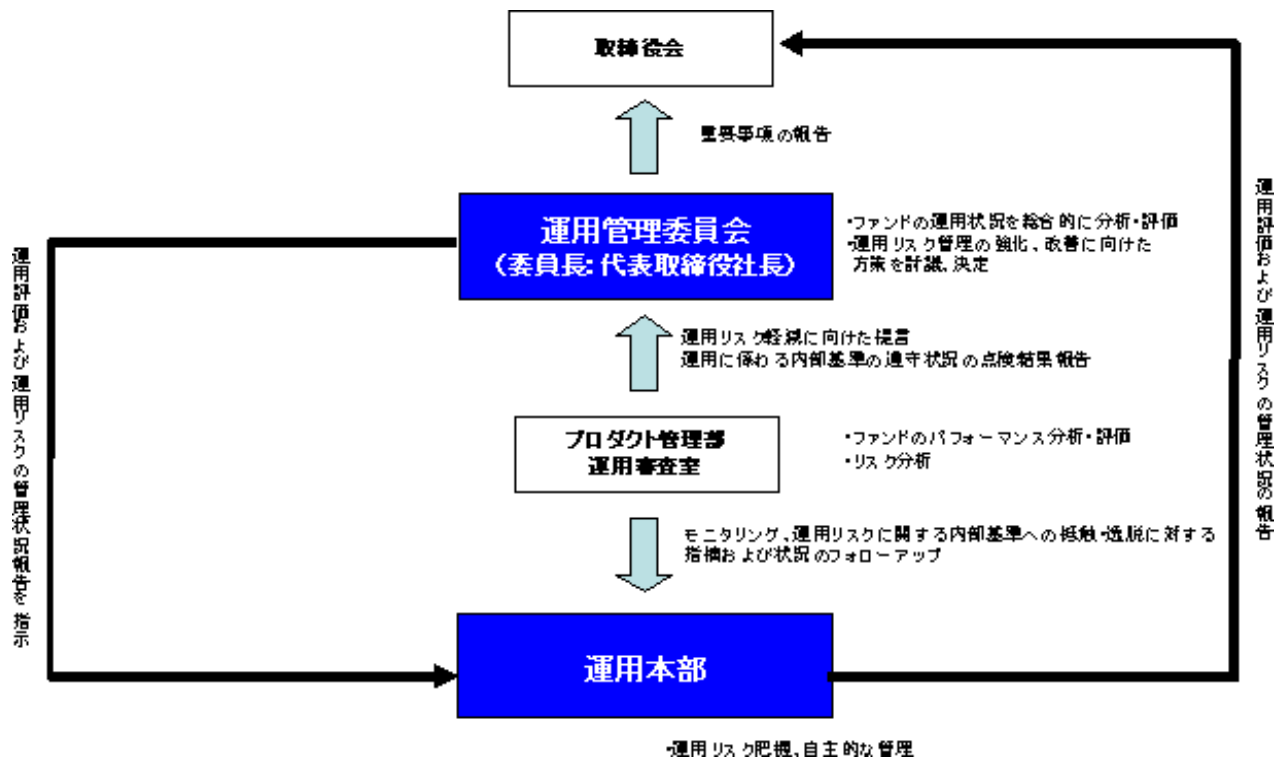 取締役会
重要事項の報告
運用管理委員会
（委員長：代表取締役社長）
・ファンドの運用状況を総合的に分析・評価
・運用リスク管理の強化、改善に向けた
方策を討議、決定
運用リスク軽減に向けた提言
運用に係わる内部基準の遵守状況の点検結果報告
プロダクト管理部
運用審査室
・ファンドのパフォーマンス分析・評価
・リスク分析
モニタリング、運用リスクに関する内部基準への抵触・逸脱に対する
指摘および状況のフォローアップ
運用本部
・運用リスク把握、自主的な管理
運用評価および運用リスクの管理状況報告を指示
運用評価および運用リスクの管理状況の報告